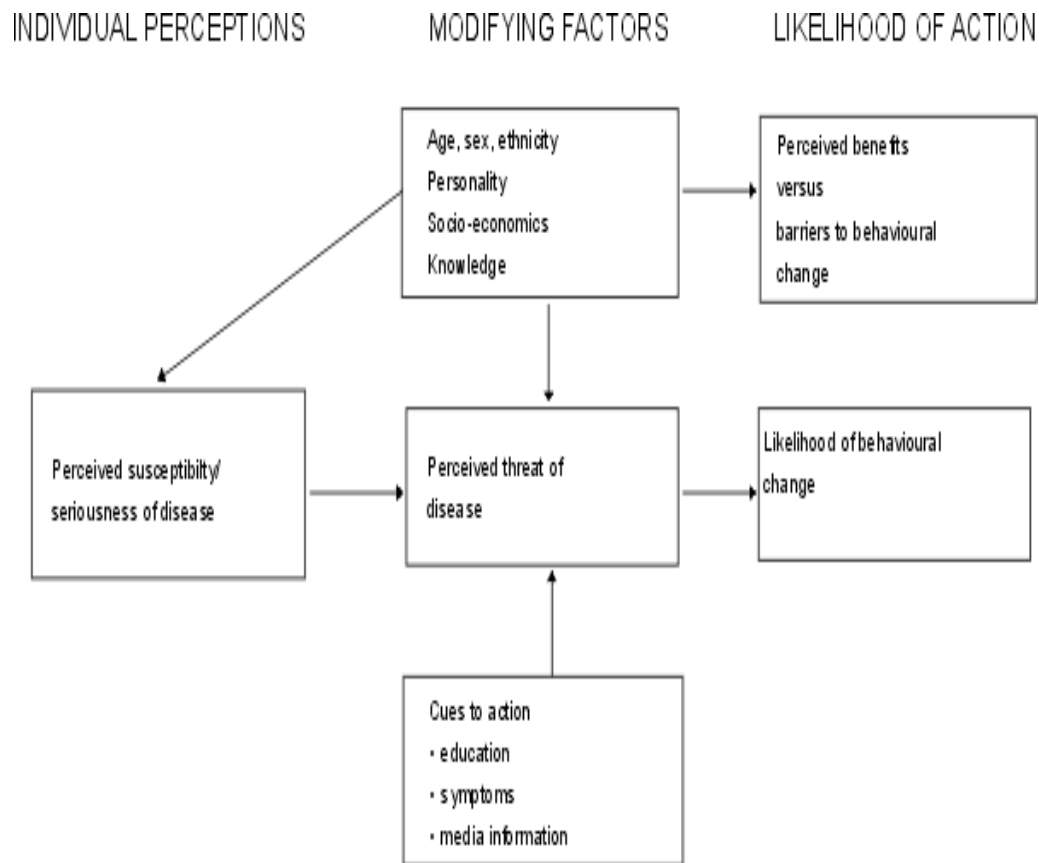 INDIVIDUAL PERCEPTIONS
MODIFYING FACTORS
LIKELIHOOD OF ACTION
Age, sex, ethnicity
Personality
Socio-economics
Knowledge
Perceived benefits
versus
barriers to behavioural
change
Perceived susceptibilty/
seriousness of disease
Perceived threat of
disease
Likelihood of behavioural
change
Cues to action
• education
• symptoms
• media information